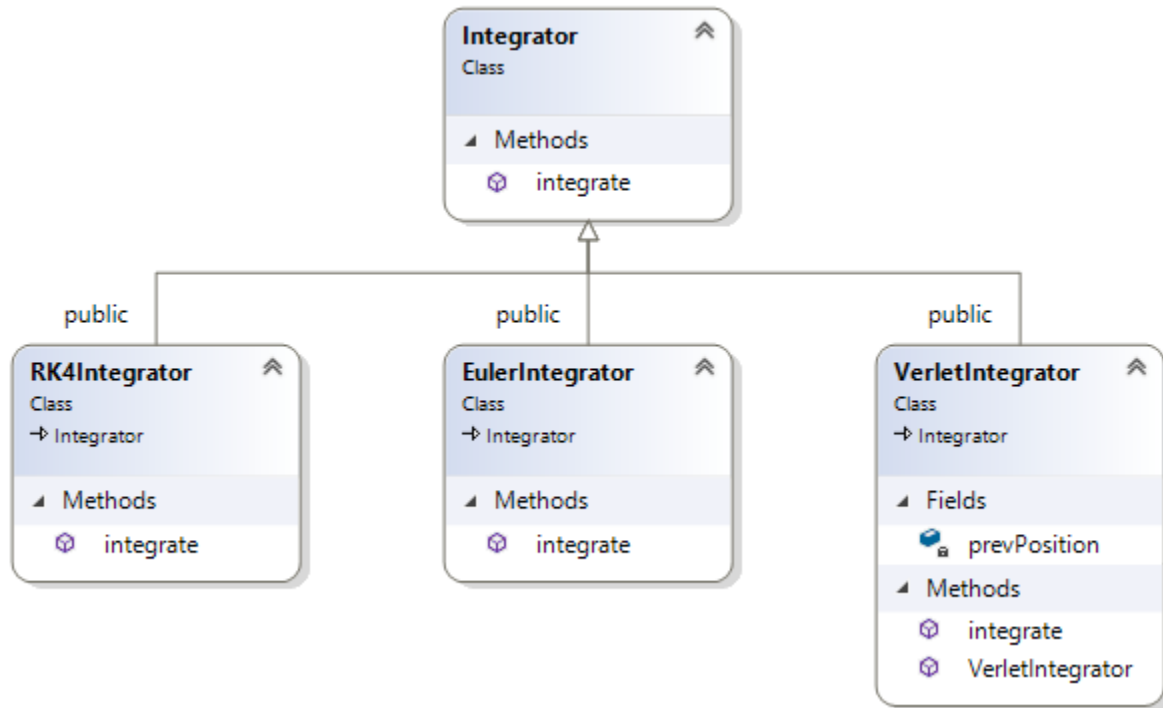 Integrator
Class
Methods
integrate
public
public
public
RK4Integrator
Class
Integrator
Methods
integrate
EulerIntegrator
Class
Integrator
Methods
integrate
VerletIntegrator
Class
Integrator
Fields
prevPosition
Methods
integrate
VerletIntegrator